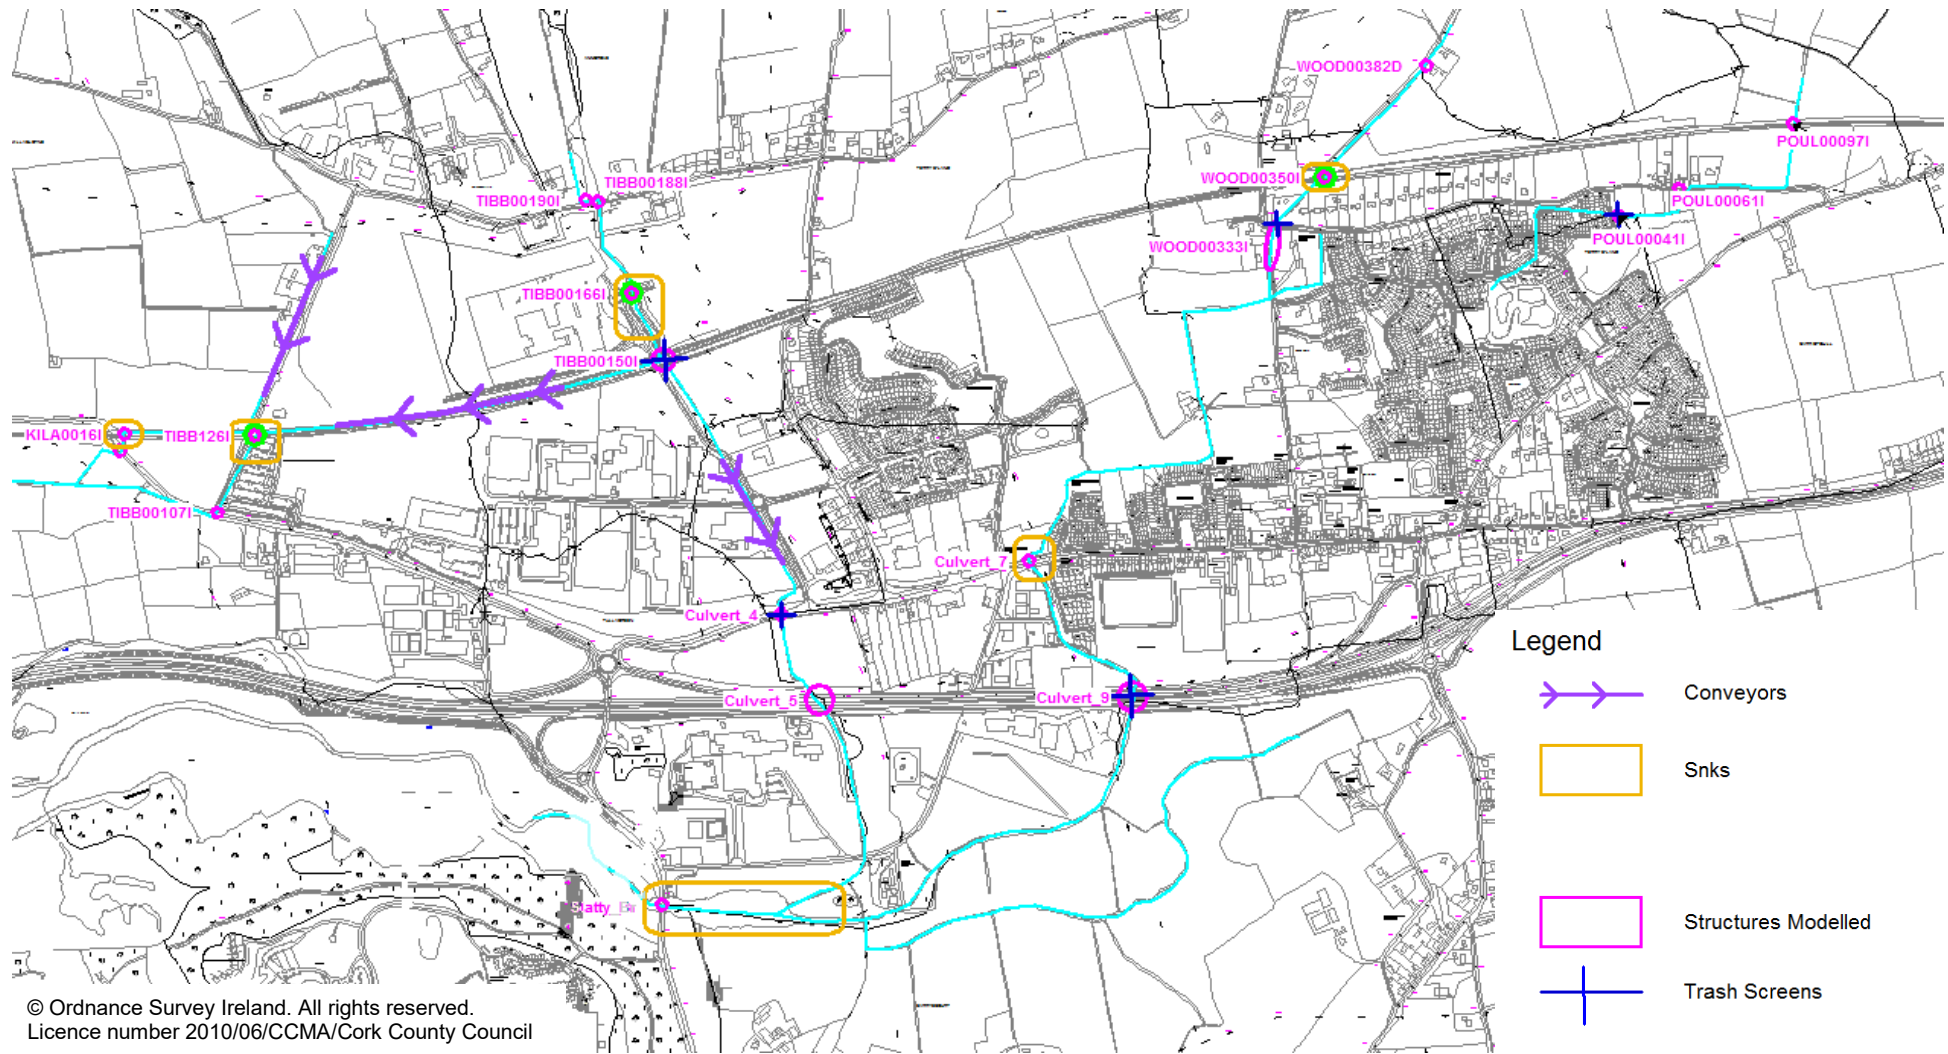 WOOD00382D
POUL00097I
TIBB00188I
TIBB00190I
WOOD00350I
POUL00061I
WOOD00333I
POUL00041I
TIBB00166I
TIBB00150I
KILA0016I
TIBB126I
TIBB00107I
Culvert_7
Culvert_4
Culvert_5
Culvert_9
Legend
Conveyors
Snks
Structures Modelled
Trash Screens
© Ordnance Survey Ireland. All rights reserved.
Licence number 2010/06/CCMA/Cork County Council